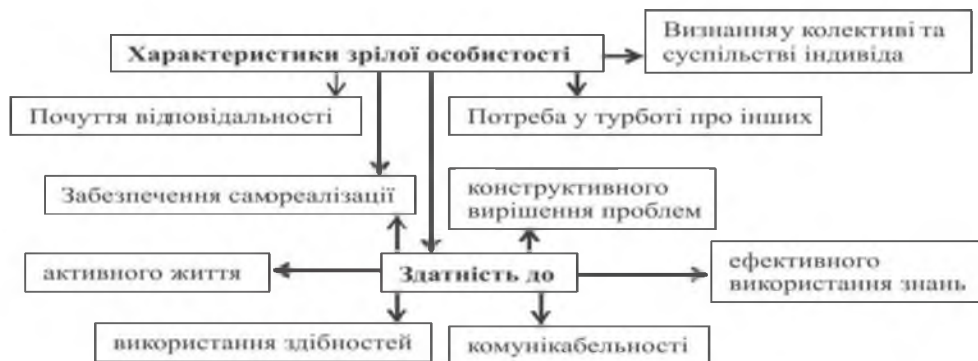 Визнання у колективі та
суспільстві індивіда
Характеристики зрілої особистості
Почуття відповідальності
Потреба у турботі про інших
Забезпечення самореалізації
конструктивного
вирішення проблем
активного життя
Здатність до
ефективного
використання знань
використання здібностей
комунікабельності